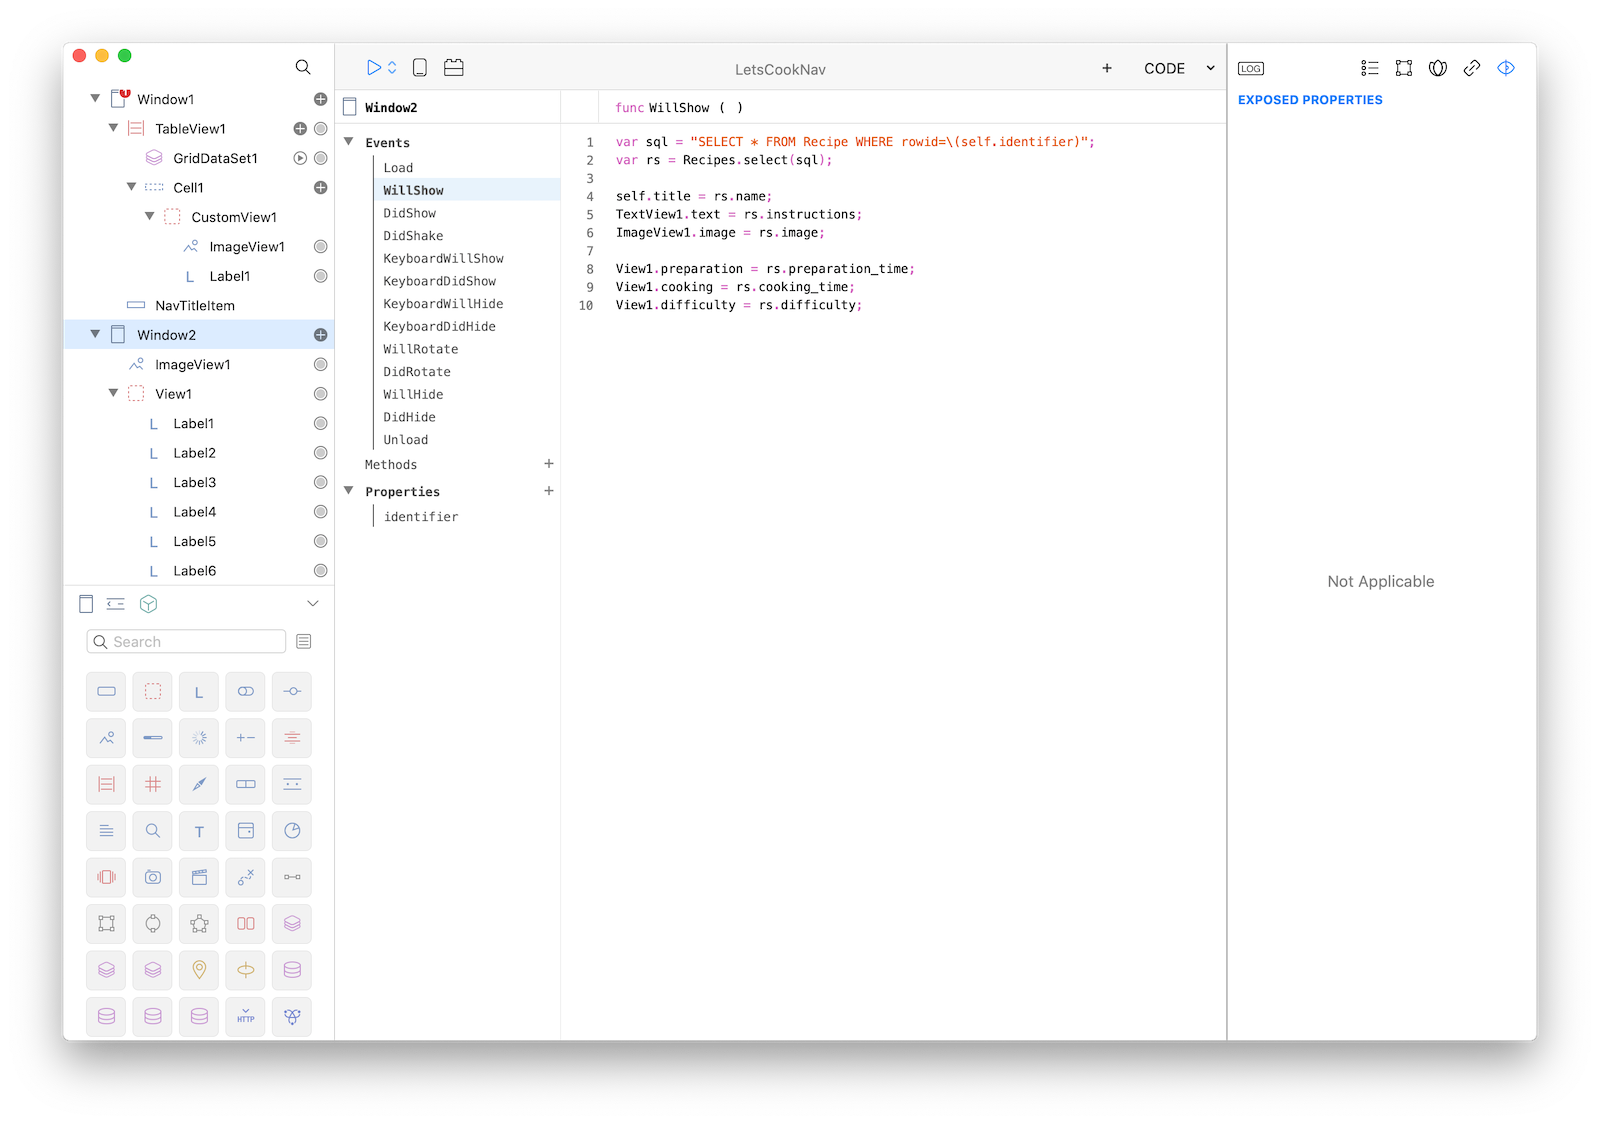 LetsCookNav
CODE
LOG
EXPOSED PROPERTIES
Not Applicable
1
Window1
TableView1
GridDataSet1
Cell1
CustomView1
ImageView1
L Label1
NavTitleItem
Window2
ImageView1
View1
L Label1
L Label2
L Label3
L Label4
L Label5
L Label6
Search
L
T
HTTP
Window2
Events
Load
WillShow
DidShow
DidShake
KeyboardWillShow
KeyboardDidShow
KeyboardWillHide
KeyboardDidHide
WillRotate
DidRotate
WillHide
DidHide
Unload
Methods +
Properties +
identifier
func WillShow ( )
1 var sql = "SELECT * FROM Recipe WHERE rowid=\(self.identifier)";
2 var rs = Recipes.select(sql);
3
4 self.title = rs.name;
5 TextView1.text = rs.instructions;
6 ImageView1.image = rs.image;
7
8 View1.preparation = rs.preparation_time;
9 View1.cooking = rs.cooking_time;
10 View1.difficulty = rs.difficulty;